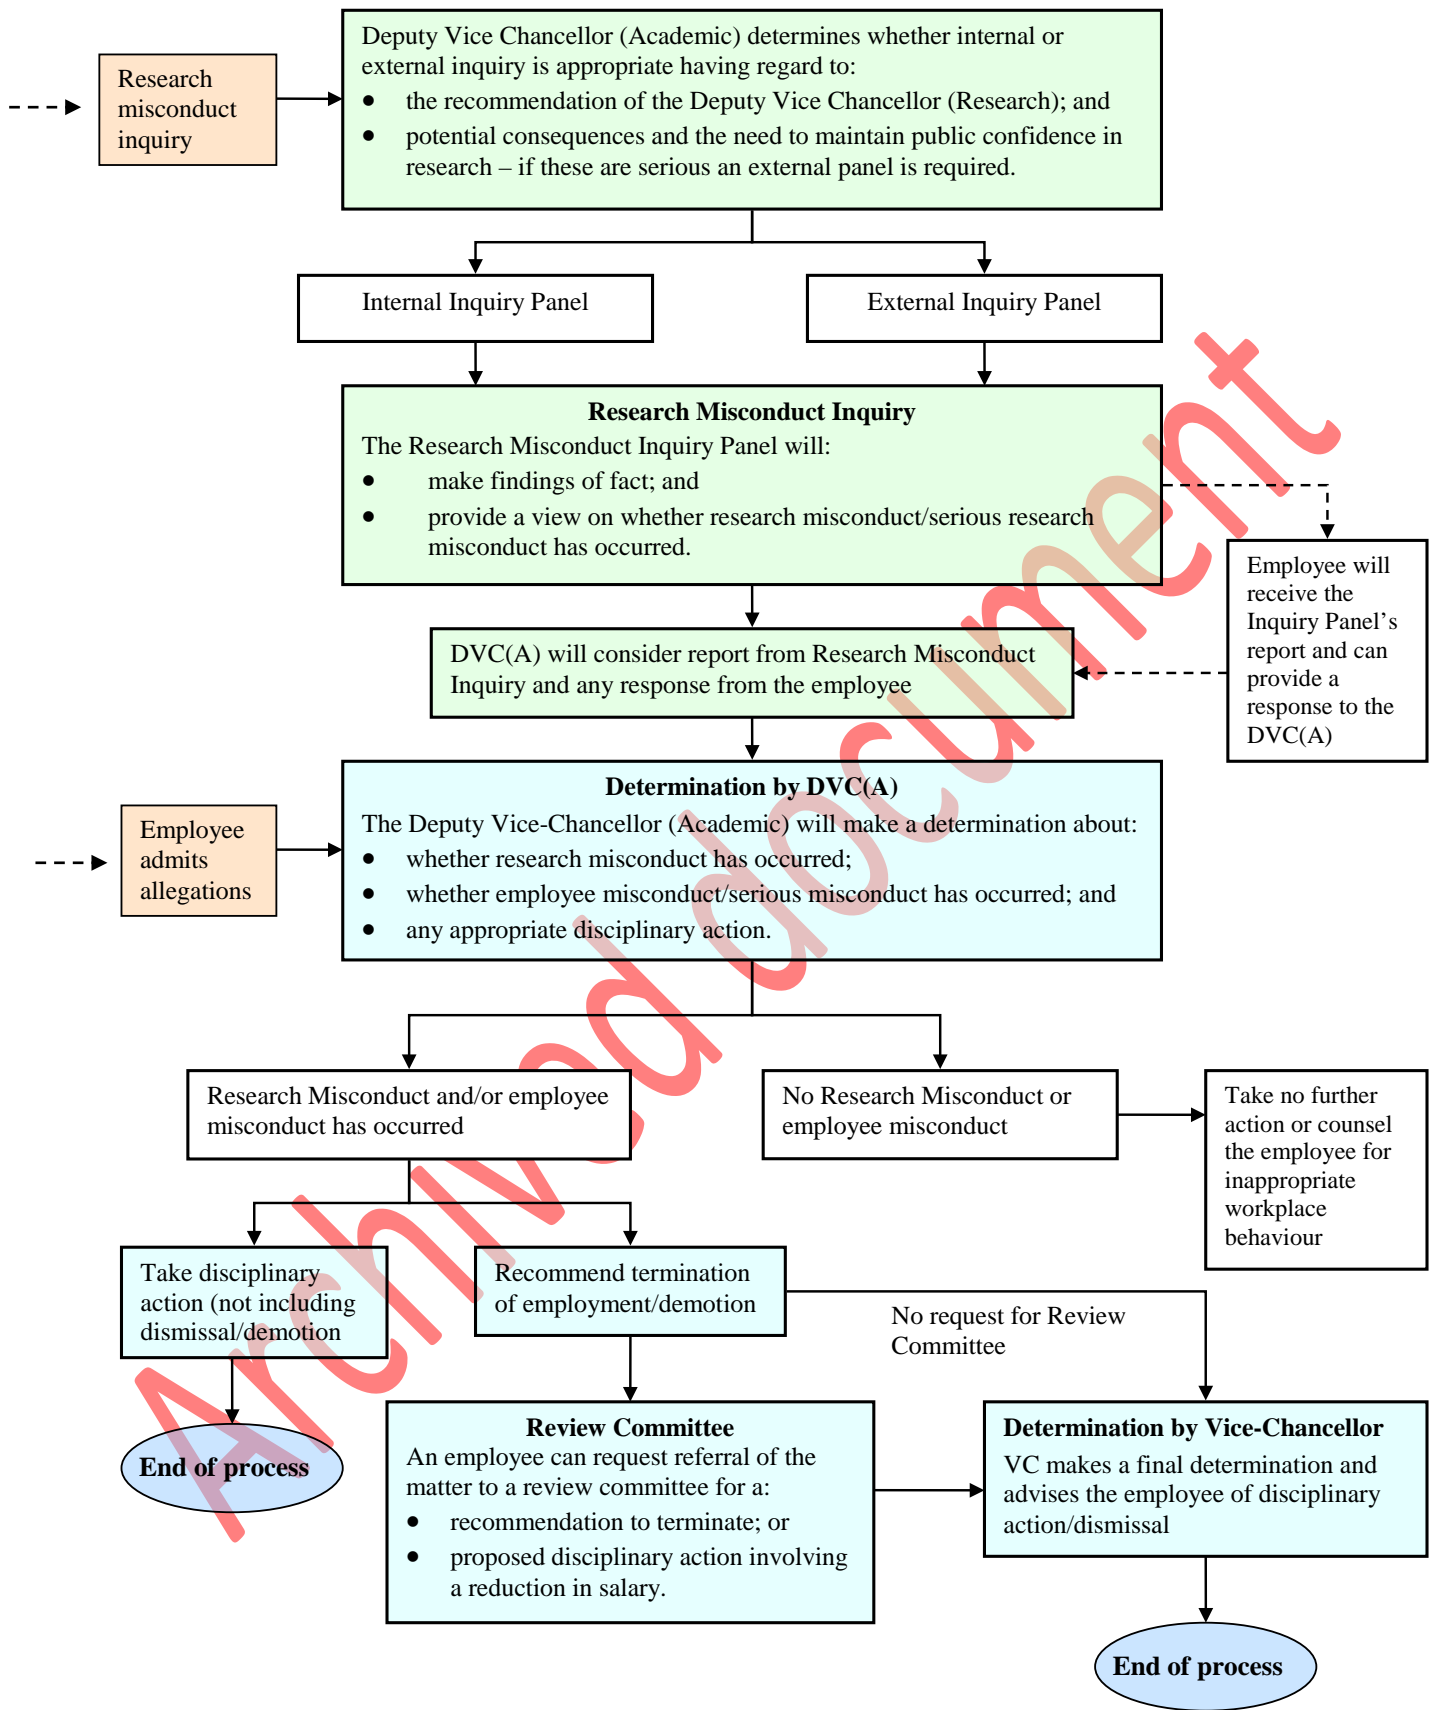 Deputy Vice Chancellor (Academic) determines whether internal or
external inquiry is appropriate having regard to:
• the recommendation of the Deputy Vice Chancellor (Research); and
• potential consequences and the need to maintain public confidence in
research – if these are serious an external panel is required.
Research
misconduct
inquiry
Internal Inquiry Panel
External Inquiry Panel
Research Misconduct Inquiry
The Research Misconduct Inquiry Panel will:
• make findings of fact; and
• provide a view on whether research misconduct/serious research
misconduct has occurred.
Employee will
receive the
Inquiry Panel’s
report and can
provide a
response to the
DVC(A)
DVC(A) will consider report from Research Misconduct
Inquiry and any response from the employee
Determination by DVC(A)
The Deputy Vice-Chancellor (Academic) will make a determination about:
• whether research misconduct has occurred;
• whether employee misconduct/serious misconduct has occurred; and
• any appropriate disciplinary action.
Employee
admits
allegations
Research Misconduct and/or employee
misconduct has occurred
No Research Misconduct or
employee misconduct
Take no further
action or counsel
the employee for
inappropriate
workplace
behaviour
Take disciplinary
action (not including
dismissal/demotion
Recommend termination
of employment/demotion
No request for Review
Committee
End of process
Review Committee
An employee can request referral of the
matter to a review committee for a:
• recommendation to terminate; or
• proposed disciplinary action involving
a reduction in salary.
Determination by Vice-Chancellor
VC makes a final determination and
advises the employee of disciplinary
action/dismissal
End of process
Archived document